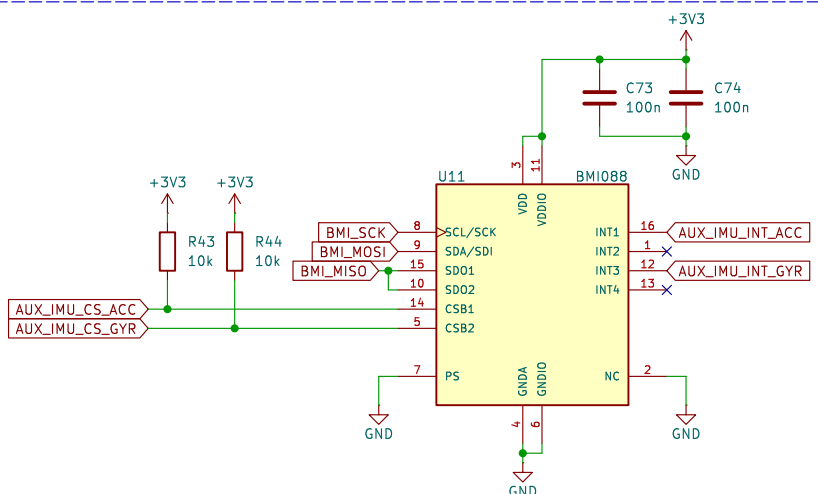 +3V3
C73
100n
C74
100n
GND
U11
BMI088
3
11
VDD
VDDIO
+3V3
+3V3
R43
10k
R44
10k
BMI_SCK
8
SCL/SCK
BMI_MOSI
9
SDA/SDI
BMI_MISO
15
SDO1
10
SDO2
AUX_IMU_CS_ACC
14
CSB1
AUX_IMU_CS_GYR
5
CSB2
7
PS
GND
INT1
16
AUX_IMU_INT_ACC
INT2
1
INT3
12
AUX_IMU_INT_GYR
INT4
13
NC
2
GND
GNDA
GNDIO
4
6
GND